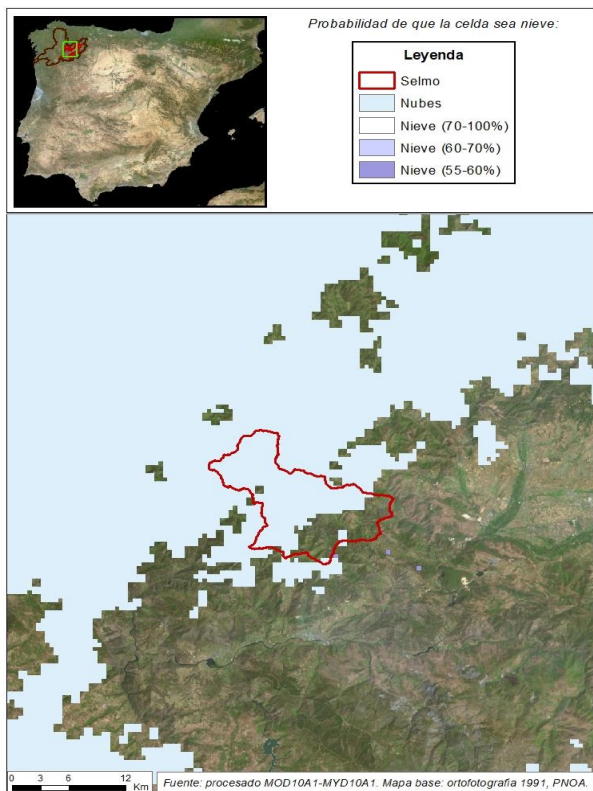 Probabilidad de que la celda sea nieve:
Leyenda
Selmo
Nubes
Nieve (70-100%)
Nieve (60-70%)
Nieve (55-60%)
0 3 6 12
Km
Fuente: procesado MOD10A1-MYD10A1. Mapa base: ortofotografia 1991, PNOA.